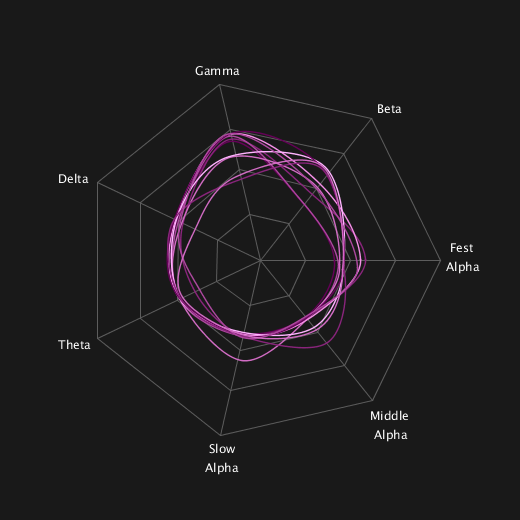 Gamma
Beta
Delta
Fest
Alpha
Theta
Middle
Alpha
Slow
Alpha